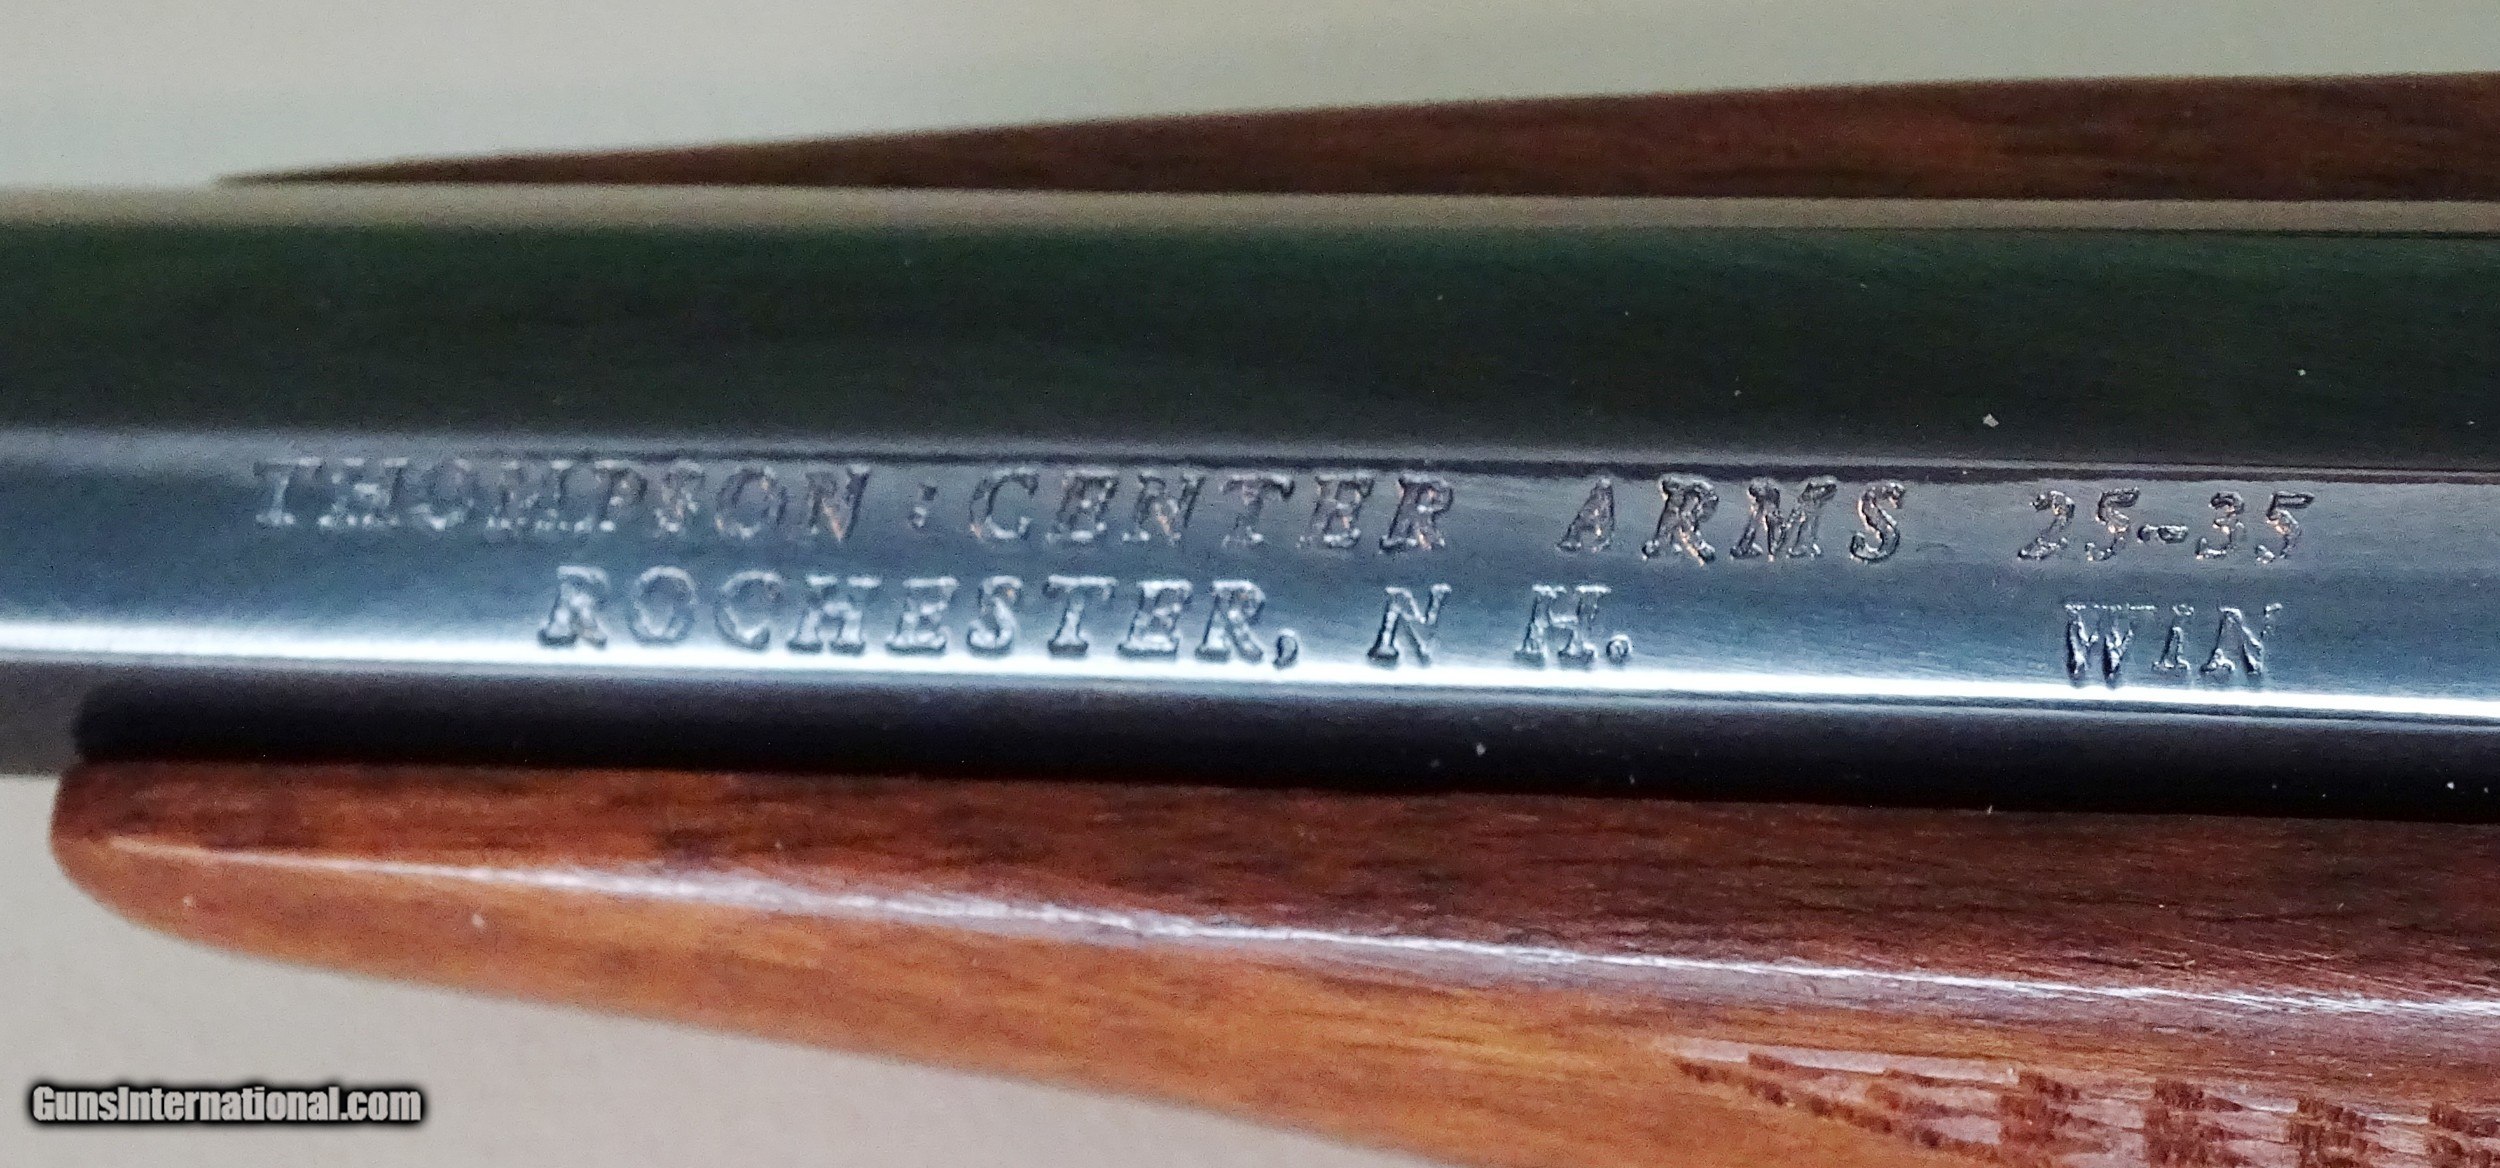 THOMPSON : CENTER ARMS 25-35
ROCHESTER, N H. WIN
GunsInternational.com